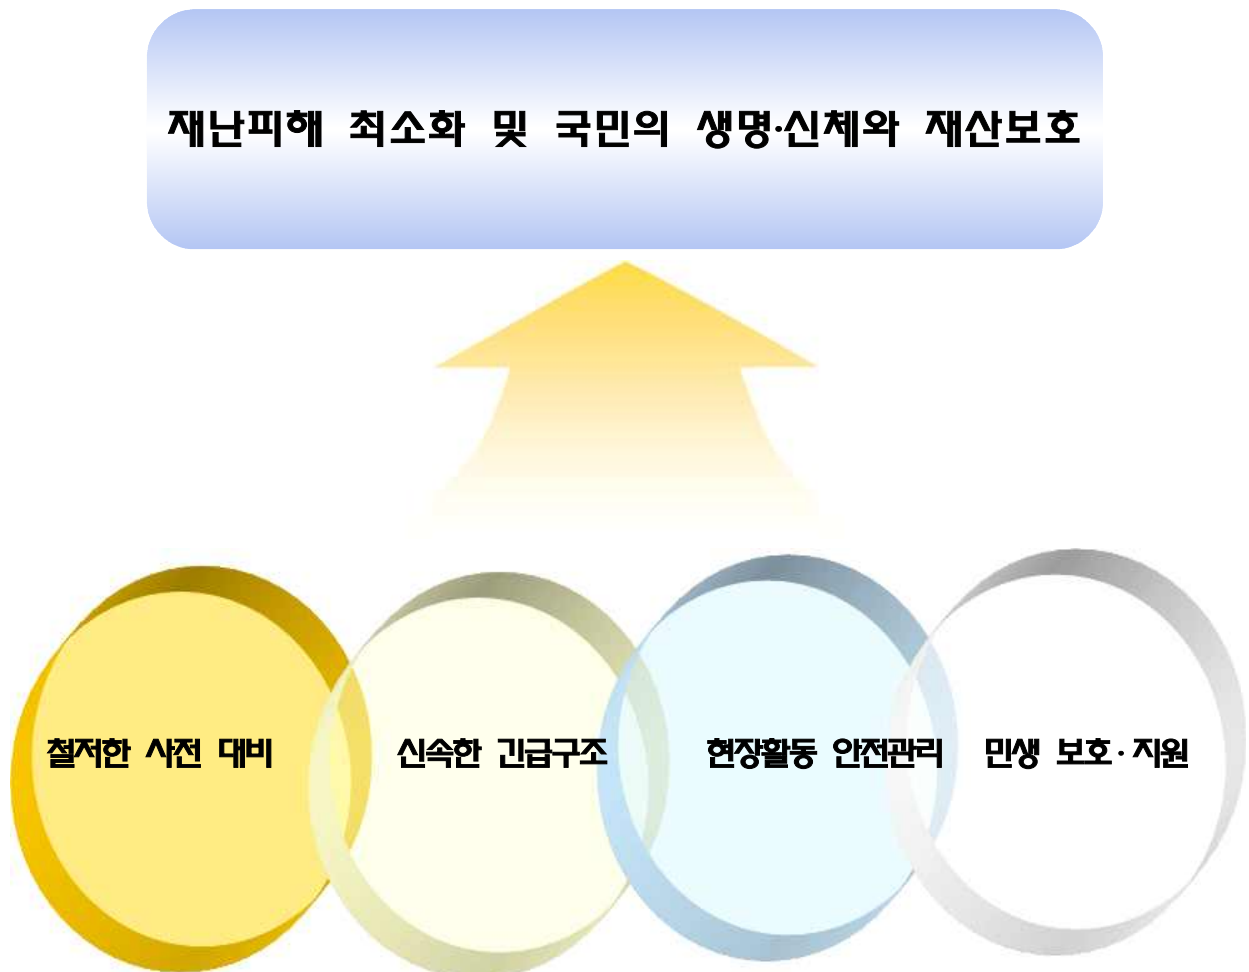 재난피해 최소화 및 국민의 생명·신체와 재산보호
철저한 사전 대비
신속한 긴급구조
현장활동 안전관리
민생 보호·지원